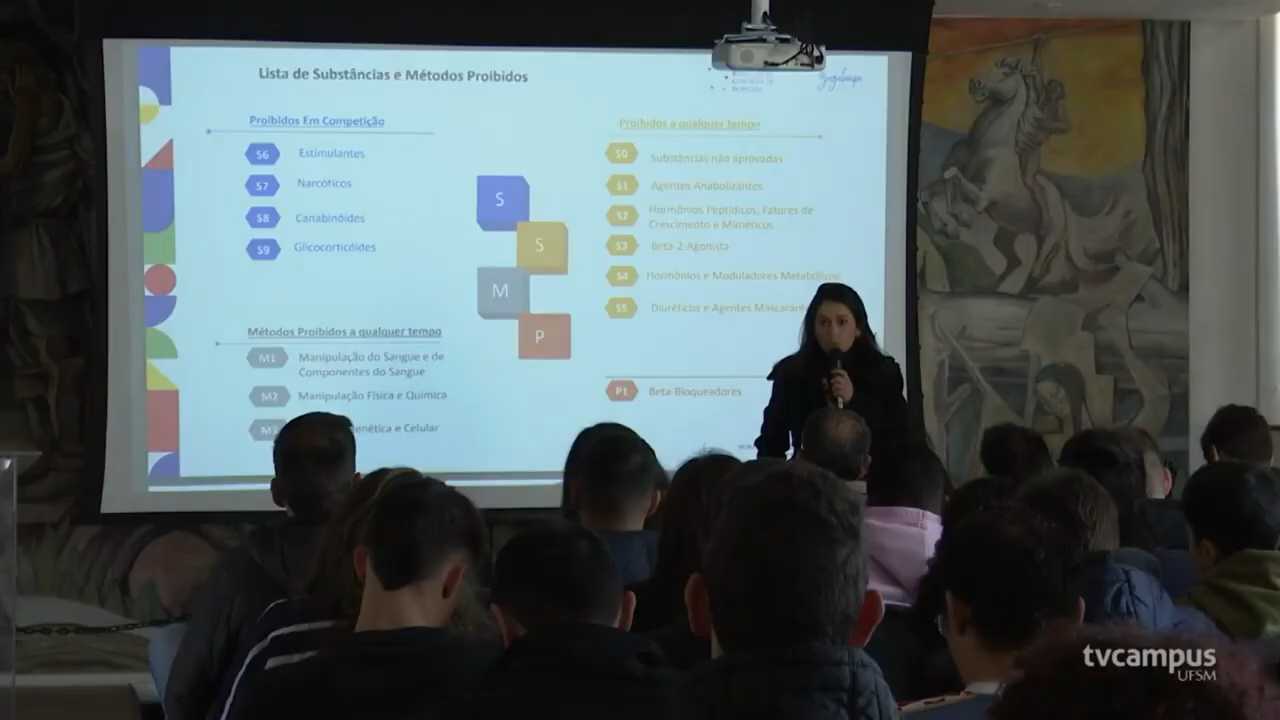 Lista de Substâncias e Métodos Proibidos
Proibidos Em Competição
S6 Estimulantes
S7 Narcóticos
S8 Canabinóides
S9 Glicocorticóides
Métodos Proibidos a qualquer tempo
M1 Manipulação do Sangue e de
Componentes do Sangue
M2 Manipulação Física e Química
M3
enética e Celular
S
S
M
P
Proibidos a qualquer tempo
S0 Substâncias não aprovadas
S1 Agentes Anabolizantes
S2 Hormônios Peptídicos, Fatores de
Crescimento e Miméticos
S3 Beta-2-Agonista
S4 Hormônios e Moduladores Metabólicos
S5 Diuréticos e Agentes Mascaran
P1 Beta-Bloqueadores
tvcampus
UFSM